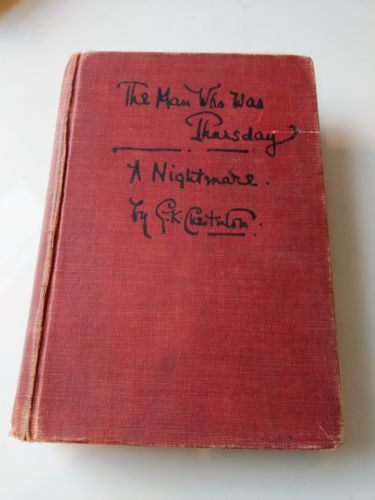 The Man Who Was
Thursday
A Nightmare.
by G.K. Chesterton.